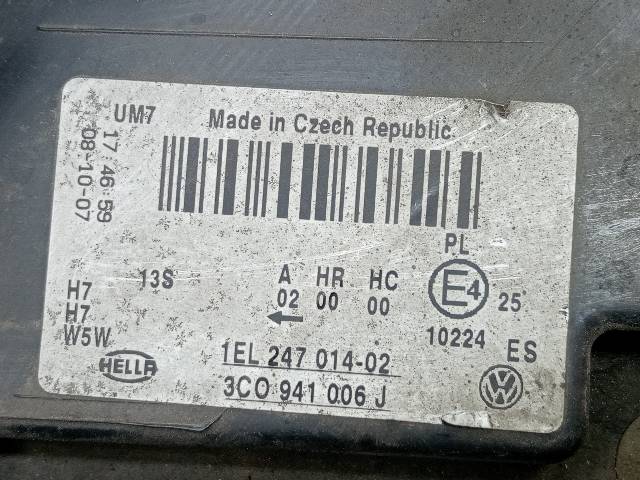 UM7
Made in Czech Republic
17:46:59
08-10-07
PL
13S
A HR HC
02 00 00
E4 25
H7
H7
W5W
10224 ES
HELLA
1EL 247 014-02
3C0 941 006 J
VW